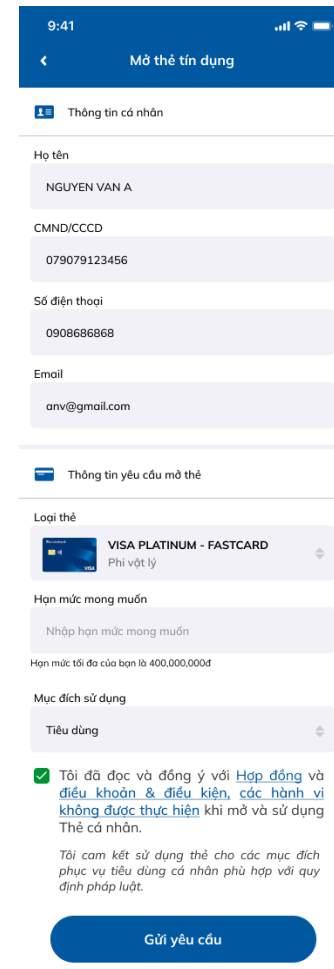 9:41
Mở thẻ tín dụng
Thông tin cá nhân
Họ tên
NGUYEN VAN A
CMND/CCCD
079079123456
Số điện thoại
0908686868
Email
anv@gmail.com
Thông tin yêu cầu mở thẻ
Loại thẻ
VISA PLATINUM - FASTCARD
VISA
Phi vật lý
Hạn mức mong muốn
Nhập hạn mức mong muốn
Hạn mức tối đa của bạn là 400,000,000đ
Mục đích sử dụng
Tiêu dùng
Tôi đã đọc và đồng ý với Hợp đồng và
điều khoản & điều kiện, các hành vi
không được thực hiện khi mở và sử dụng
Thẻ cá nhân.
Tôi cam kết sử dụng thẻ cho các mục đích
phục vụ tiêu dùng cá nhân phù hợp với quy
định pháp luật.
Gửi yêu cầu